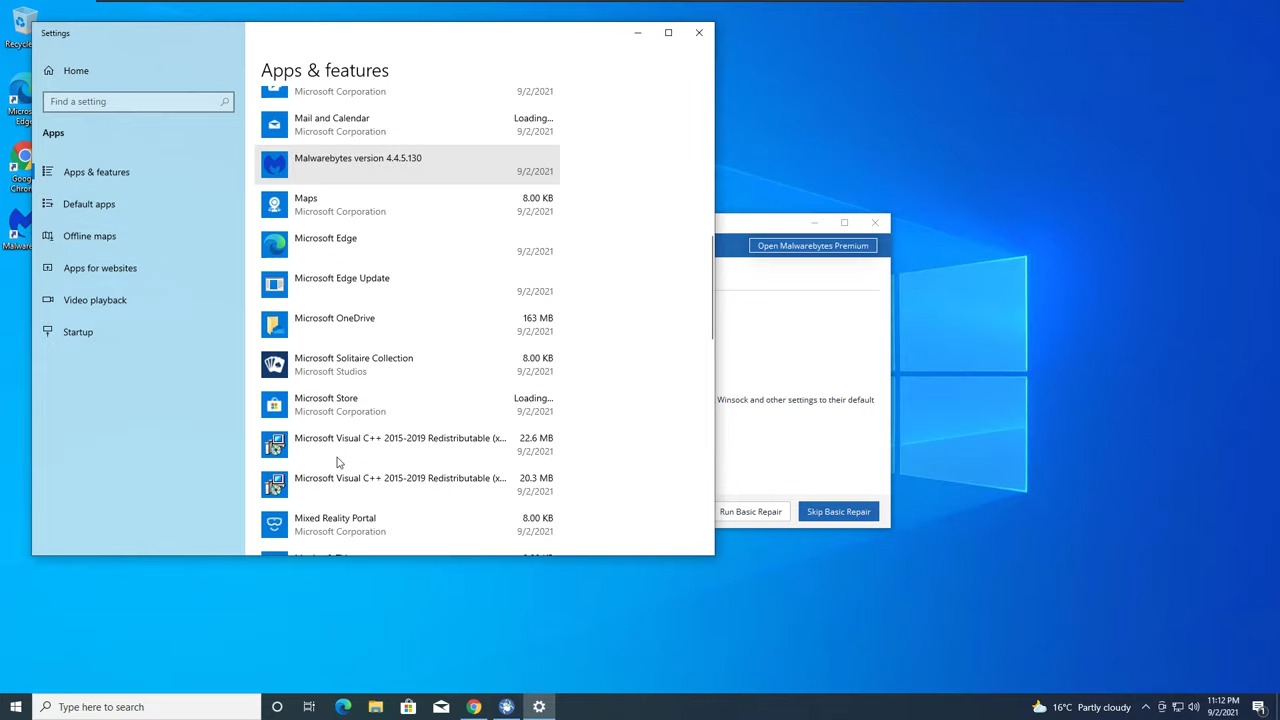 Recycle
Settings
Home
Find a setting
Apps
Apps & features
Default apps
Offline maps
Apps for websites
Video playback
Startup
Apps & features
Microsoft Corporation 9/2/2021
Mail and Calendar Loading...
Microsoft Corporation 9/2/2021
Malwarebytes version 4.4.5.130
9/2/2021
Maps 8.00 KB
Microsoft Corporation 9/2/2021
Microsoft Edge
9/2/2021
Microsoft Edge Update
9/2/2021
Microsoft OneDrive 163 MB
9/2/2021
Microsoft Solitaire Collection 8.00 KB
Microsoft Studios 9/2/2021
Microsoft Store Loading...
Microsoft Corporation 9/2/2021
Microsoft Visual C++ 2015-2019 Redistributable (x... 22.6 MB
9/2/2021
Microsoft Visual C++ 2015-2019 Redistributable (x... 20.3 MB
9/2/2021
Mixed Reality Portal 8.00 KB
Microsoft Corporation 9/2/2021
Open Malwarebytes Premium
Winsock and other settings to their default
Run Basic Repair
Skip Basic Repair
Type here to search
16°C Partly cloudy
11:12 PM
9/2/2021